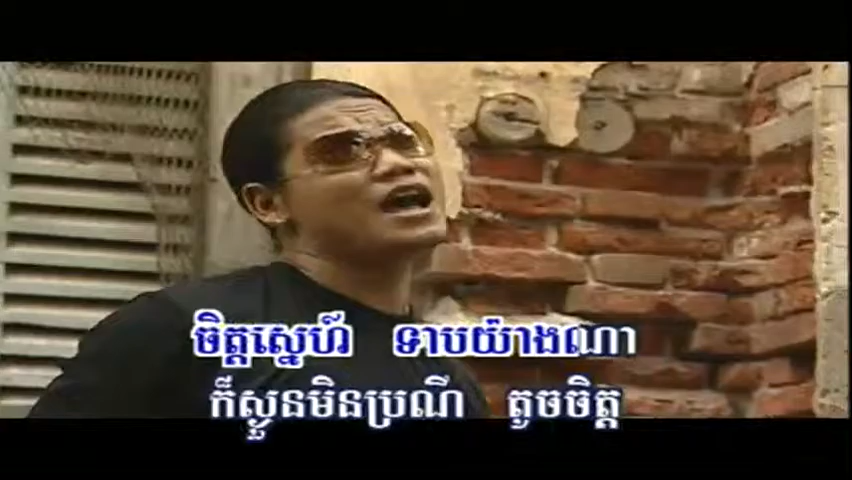 ចិត្តស្នេហ៍ ទាបយ៉ាងណា
ក៏ស្ងួនមិនប្រណី តូចចិត្ត